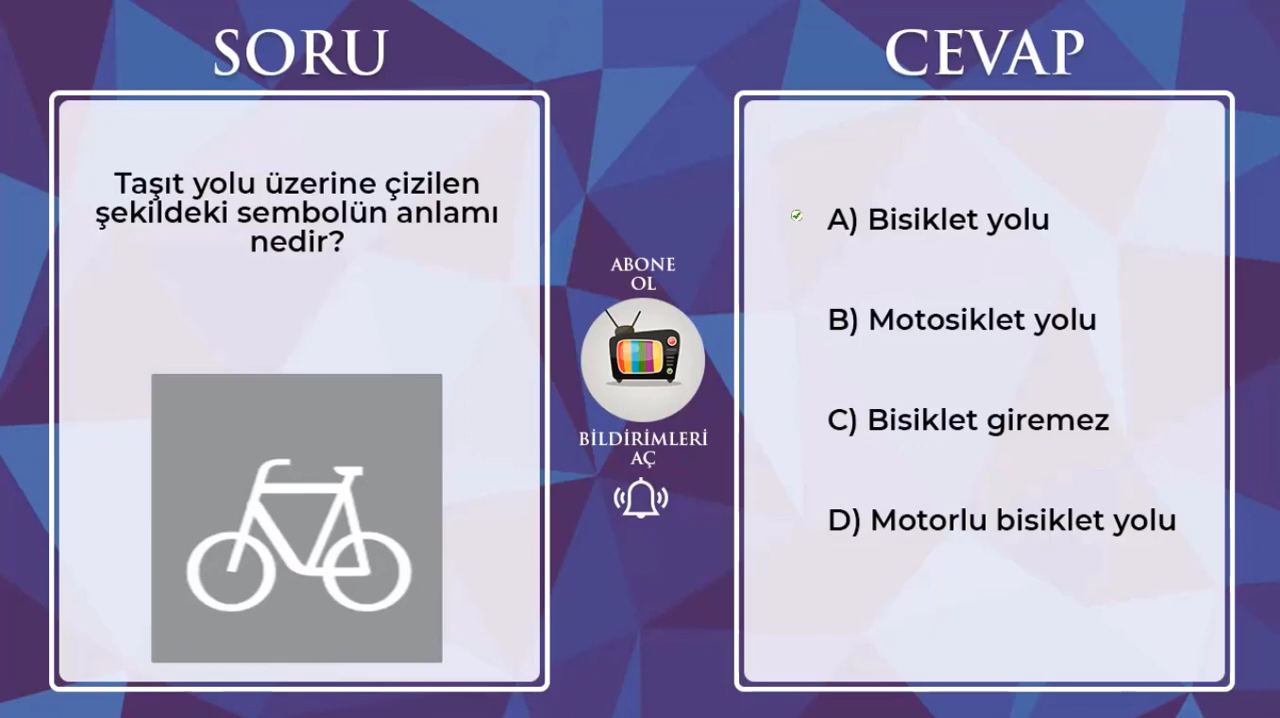 SORU
Taşıt yolu üzerine çizilen
şekildeki sembolün anlamı
nedir?
ABONE
OL
BİLDİRİMLERİ
AÇ
CEVAP
A) Bisiklet yolu
B) Motosiklet yolu
C) Bisiklet giremez
D) Motorlu bisiklet yolu